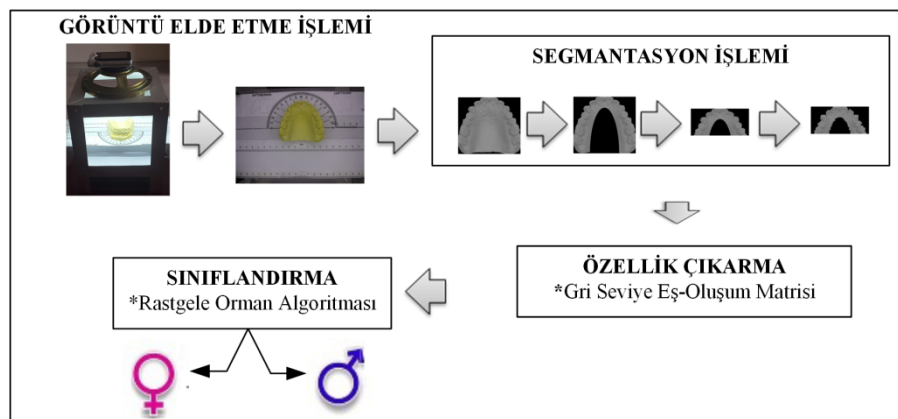 GÖRÜNTÜ ELDE ETME İŞLEMİ
SEGMANTASYON İŞLEMİ
ÖZELLİK ÇIKARMA
*Gri Seviye Eş-Oluşum Matrisi
SINIFLANDIRMA
*Rastgele Orman Algoritması